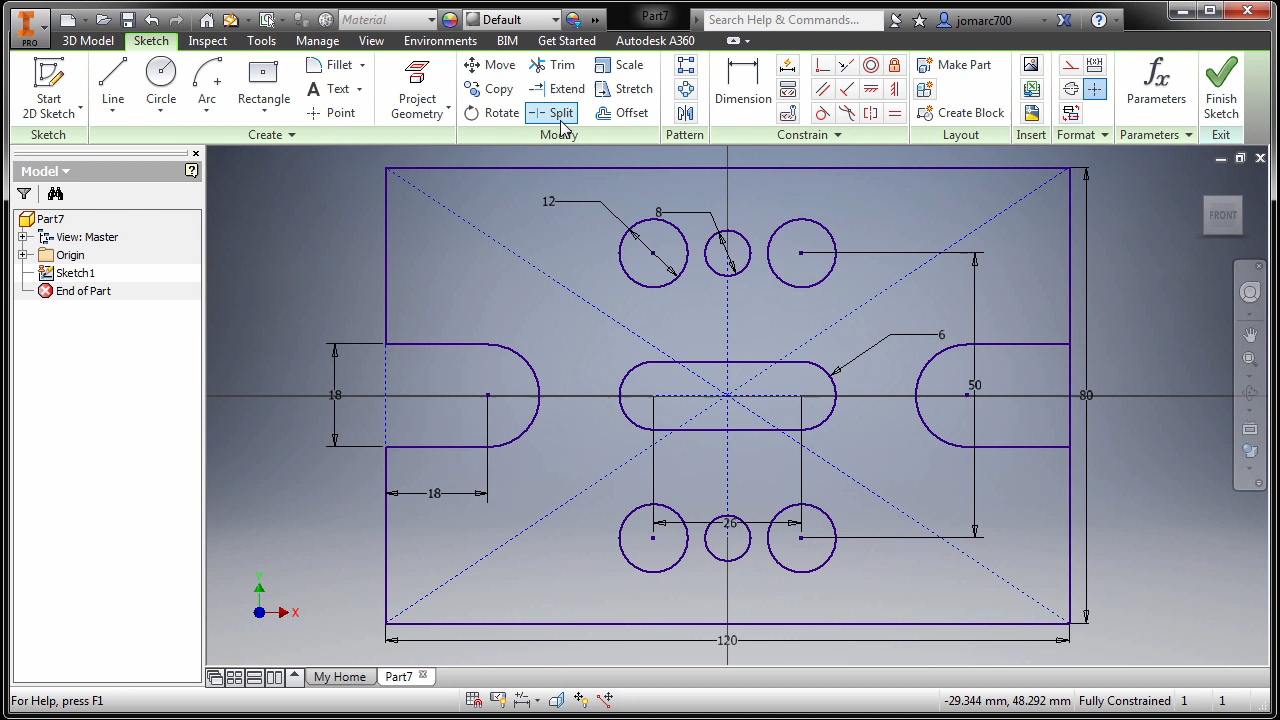 PRO
Material
Default
Part7
Search Help & Commands...
jomarc700
3D Model
Sketch
Inspect
Tools
Manage
View
Environments
BIM
Get Started
Autodesk A360
Start
2D Sketch
Line
Circle
Arc
Rectangle
Fillet
Text
Point
Project
Geometry
Move
Copy
Rotate
Trim
Extend
Split
Scale
Stretch
Offset
Dimension
Make Part
Create Block
Parameters
Finish
Sketch
Sketch
Create
Modify
Pattern
Constrain
Layout
Insert
Format
Parameters
Exit
Model
Part7
View: Master
Origin
Sketch1
End of Part
FRONT
12
8
6
50
80
18
18
26
120
Y
X
My Home
Part7
For Help, press F1
-29.344 mm, 48.292 mm
Fully Constrained
1
1